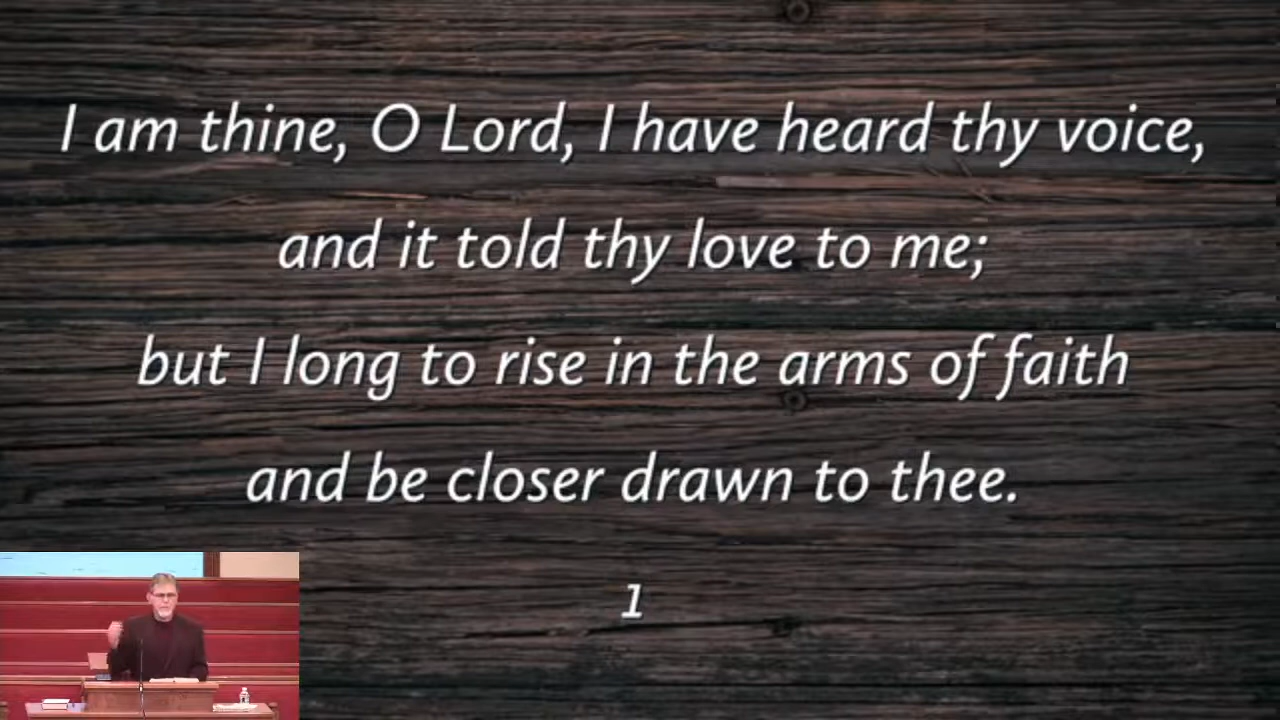 I am thine, O Lord, I have heard thy voice,
and it told thy love to me;
but I long to rise in the arms of faith
and be closer drawn to thee.
1